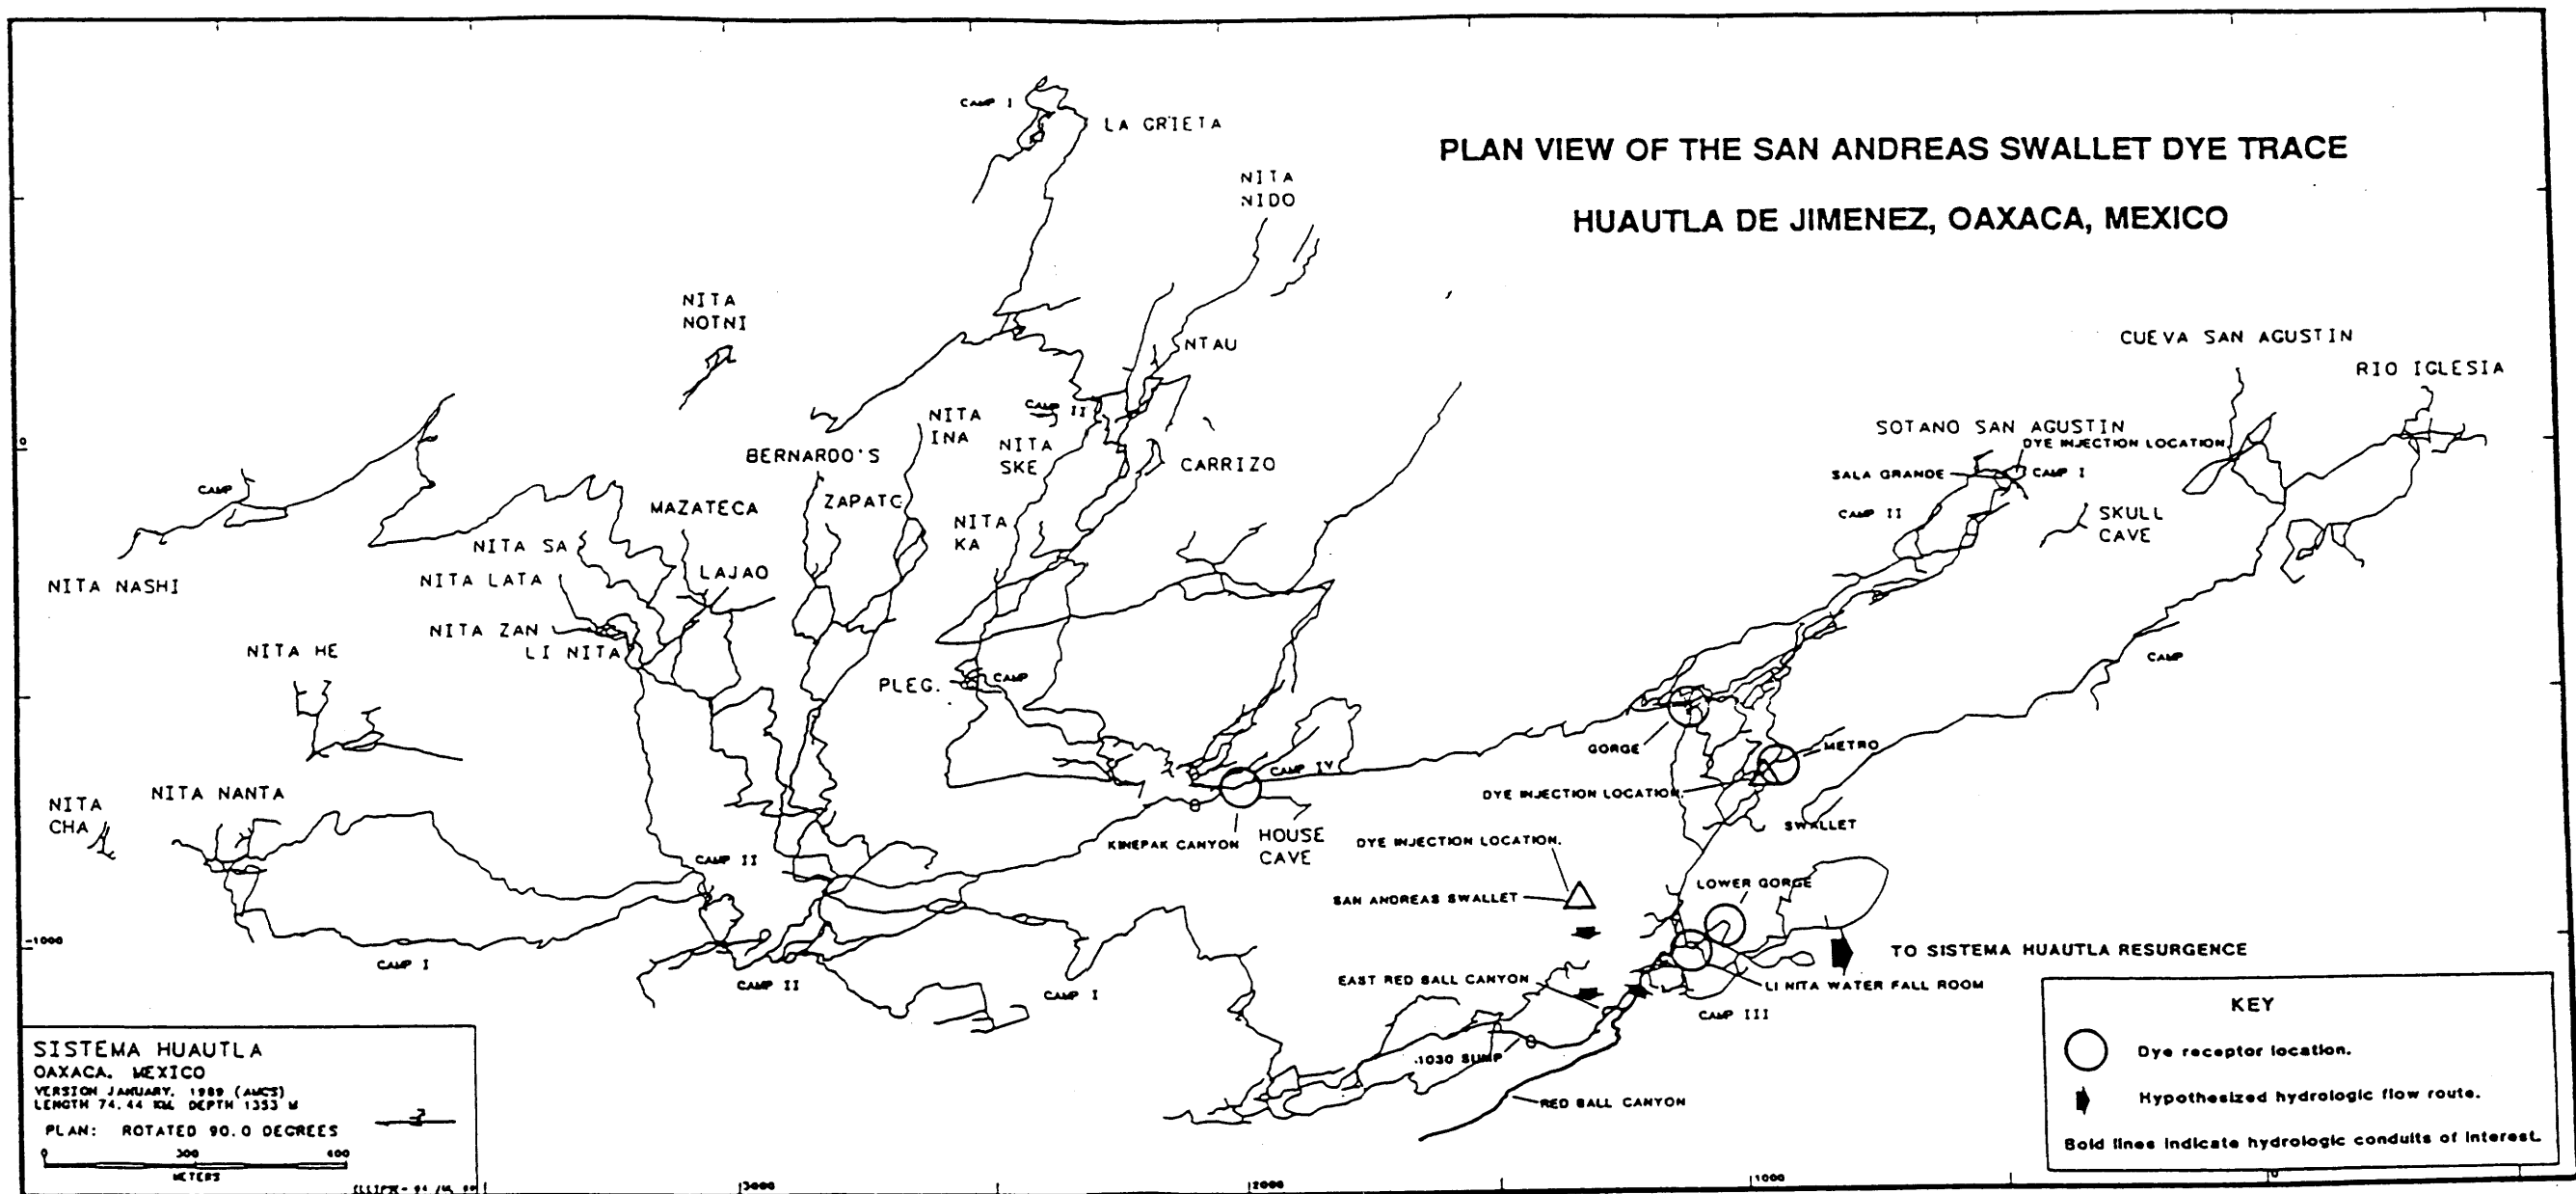 PLAN VIEW OF THE SAN ANDREAS SWALLET DYE TRACE
HUAUTLA DE JIMENEZ, OAXACA, MEXICO
CAMP I
LA GRIETA
NITA
NIDO
NITA
NOTNI
NTAU
CUEVA SAN AGUSTIN
RIO IGLESIA
CAMP II
NITA
INA
NITA
SKE
SOTANO SAN AGUSTIN
DYE INJECTION LOCATION
BERNARDO'S
CARRIZO
SALA GRANDE
CAMP I
0
CAMP
MAZATECA
ZAPATO
NITA
KA
CAMP II
SKULL
CAVE
NITA SA
NITA NASHI
NITA LATA
LAJAO
NITA ZAN
LI NITA
NITA HE
PLEG.
CAMP
CAMP
GORGE
METRO
CAMP IV
DYE INJECTION LOCATION.
NITA
CHA
NITA NANTA
KINEPAK CANYON
HOUSE
CAVE
SWALLET
DYE INJECTION LOCATION.
CAMP II
LOWER GORGE
SAN ANDREAS SWALLET
-1000
CAMP I
CAMP II
CAMP I
TO SISTEMA HUAUTLA RESURGENCE
EAST RED BALL CANYON
LI NITA WATER FALL ROOM
CAMP III
.1030 SUMP
RED BALL CANYON
KEY
Dye receptor location.
Hypothesized hydrologic flow route.
Bold lines indicate hydrologic conduits of interest.
SISTEMA HUAUTLA
OAXACA. MEXICO
VERSION JANUARY, 1989 (AMCS)
LENGTH 74.44 KM. DEPTH 1353 M
PLAN: ROTATED 90.0 DEGREES
0 300 600
METERS
3000
2000
1000
0